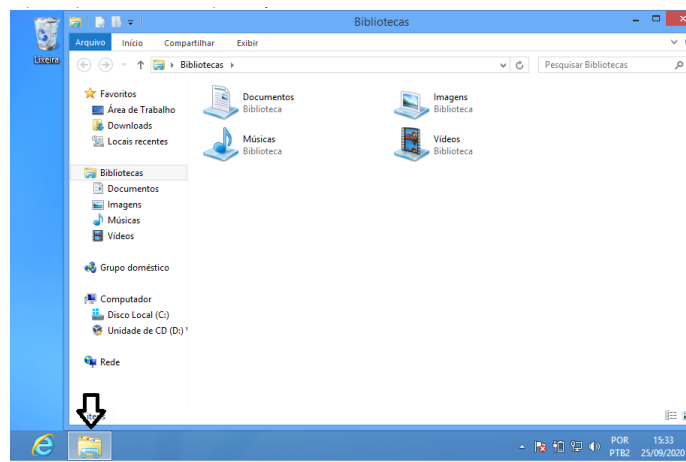 Lixeira
Bibliotecas
Arquivo Início Compartilhar Exibir
Bibliotecas
Pesquisar Bibliotecas
Favoritos
Área de Trabalho
Downloads
Locais recentes
Bibliotecas
Documentos
Imagens
Músicas
Vídeos
Grupo doméstico
Computador
Disco Local (C:)
Unidade de CD (D:)
Rede
Documentos
Biblioteca
Imagens
Biblioteca
Músicas
Biblioteca
Vídeos
Biblioteca
POR
PTB2
15:33
25/09/2020